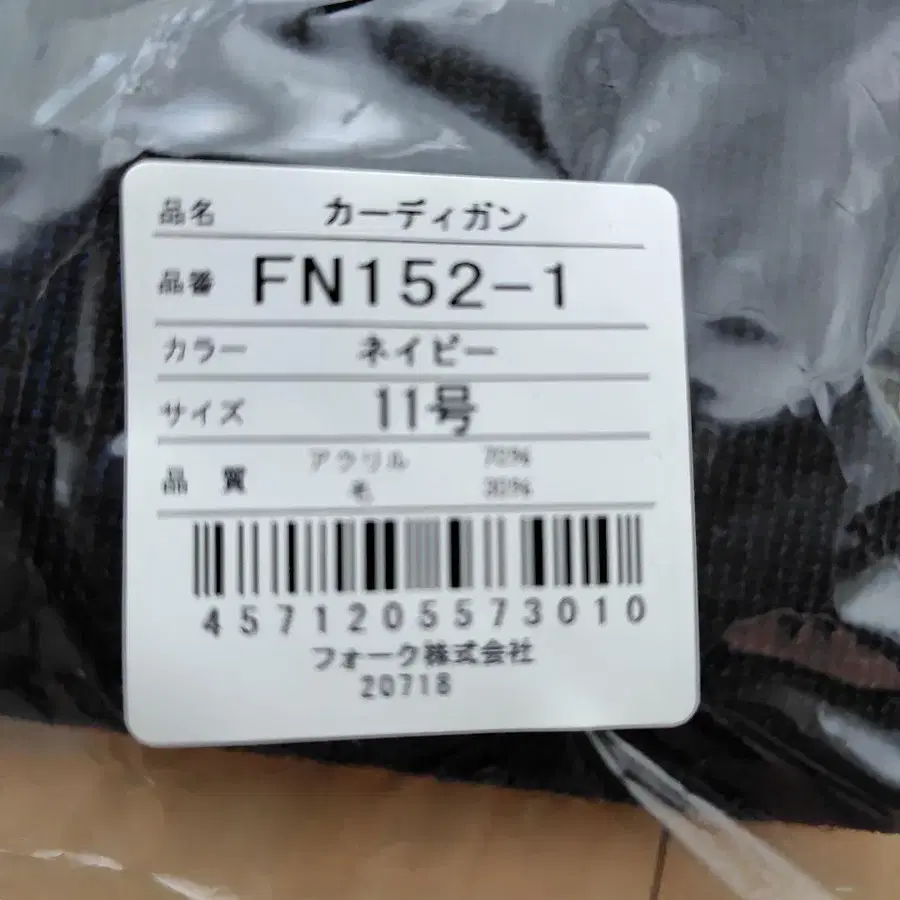 品名 カーディガン
品番 FN152-1
カラー ネイビー
サイズ 11号
品質 アクリル 70%
毛 30%
4571205573010
フォーク株式会社
20718